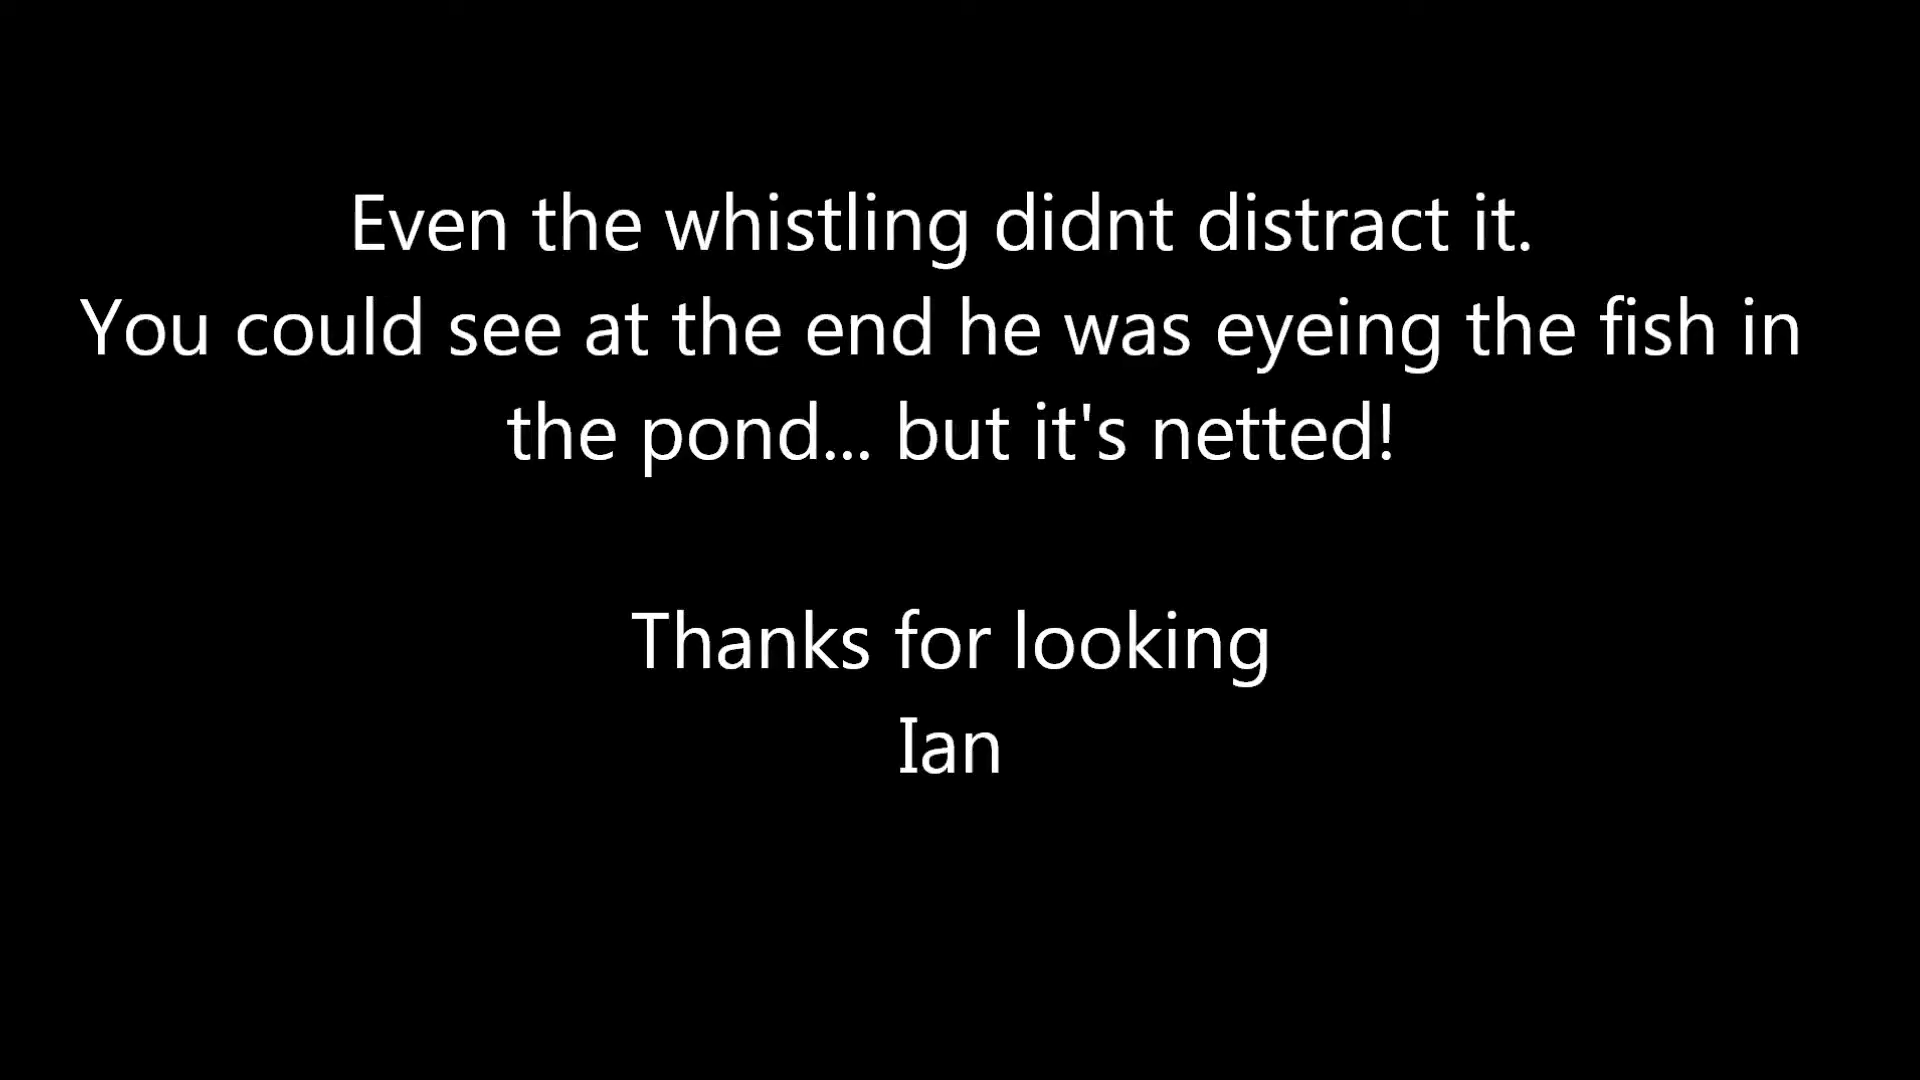 Even the whistling didnt distract it.
You could see at the end he was eyeing the fish in
the pond... but it's netted!
Thanks for looking
Ian